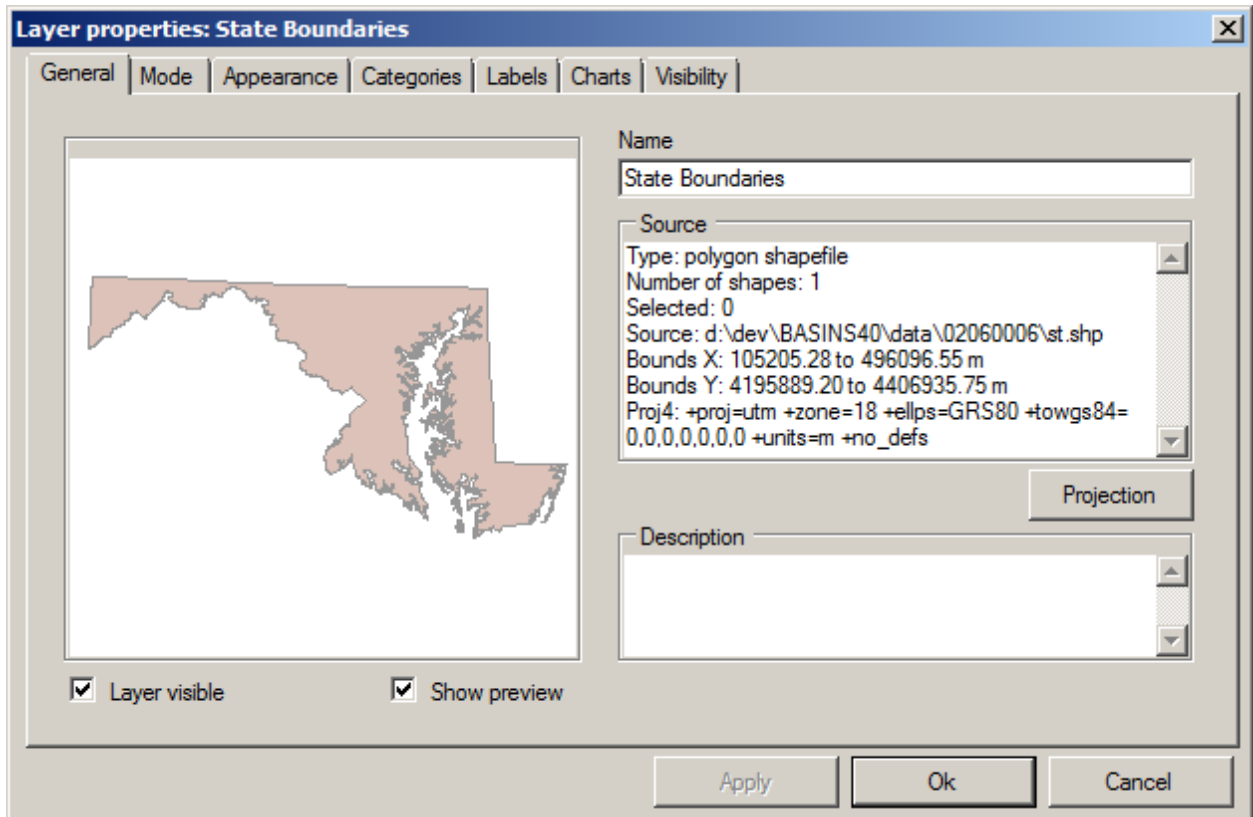 Layer properties: State Boundaries
General Mode Appearance Categories Labels Charts Visibility
Name
State Boundaries
Source
Type: polygon shapefile
Number of shapes: 1
Selected: 0
Source: d:\dev\BASINS40\data\02060006\st.shp
Bounds X: 105205.28 to 496096.55 m
Bounds Y: 4195889.20 to 4406935.75 m
Proj4: +proj=utm +zone=18 +ellps=GRS80 +towgs84=
0,0,0,0,0,0,0 +units=m +no_defs
Projection
Description
Layer visible Show preview
Apply Ok Cancel